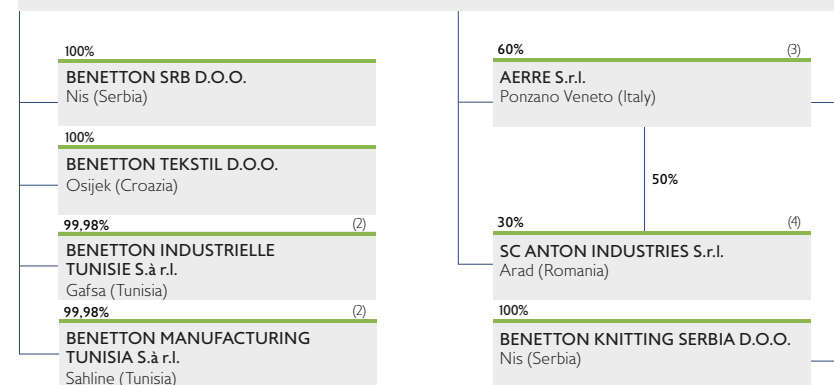 100%
BENETTON SRB D.O.O.
Nis (Serbia)
100%
BENETTON TEKSTIL D.O.O.
Osijek (Croazia)
99,98% (2)
BENETTON INDUSTRIELLE
TUNISIE S.à r.l.
Gafsa (Tunisia)
99,98% (2)
BENETTON MANUFACTURING
TUNISIA S.à r.l.
Sahline (Tunisia)
60% (3)
AERRE S.r.l.
Ponzano Veneto (Italy)
50%
30% (4)
SC ANTON INDUSTRIES S.r.l.
Arad (Romania)
100%
BENETTON KNITTING SERBIA D.O.O.
Nis (Serbia)